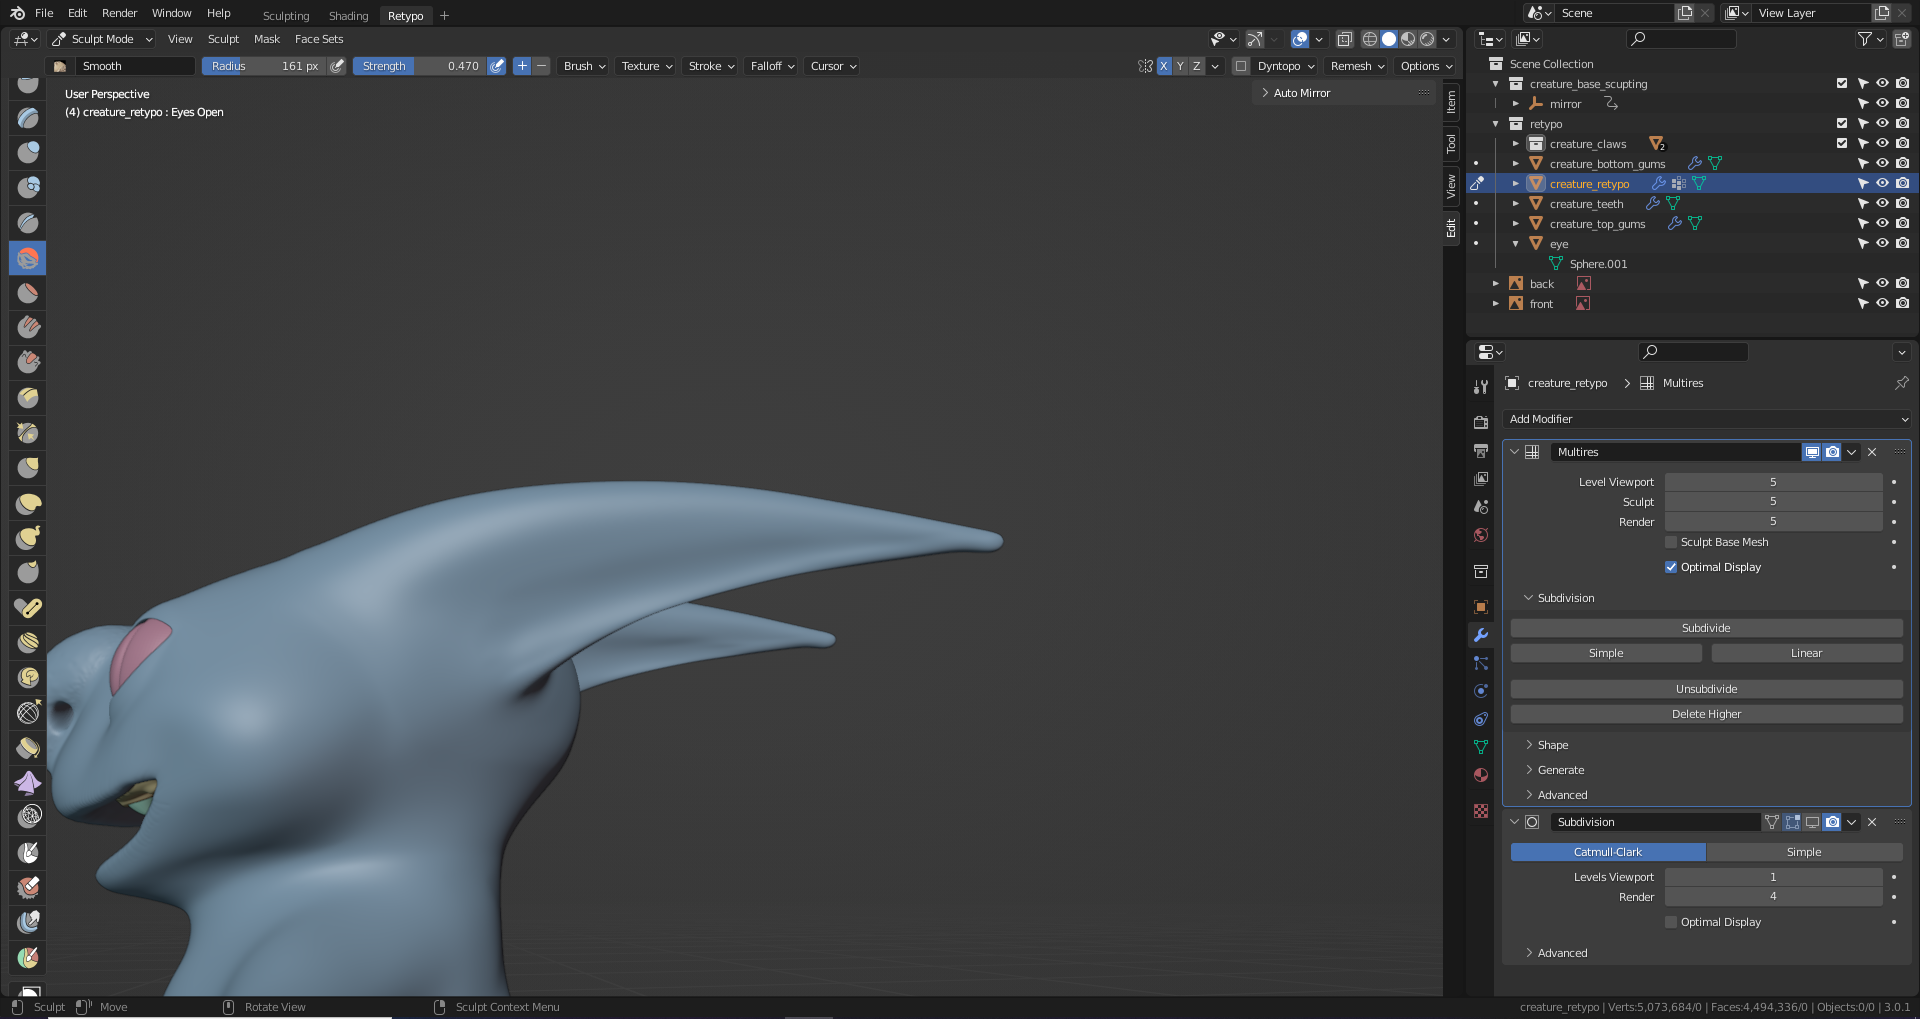 File Edit Render Window Help Sculpting Shading Retypo Scene View Layer
Sculpt Mode View Sculpt Mask Face Sets
Smooth Radius 161 px Strength 0.470 Brush Texture Stroke Falloff Cursor X Y Z Dyntopo Remesh Options
User Perspective
(4) creature_retypo : Eyes Open
Auto Mirror
Item
Tool
View
Edit
Scene Collection
creature_base_scupting
mirror
retypo
creature_claws 2
creature_bottom_gums
creature_retypo
creature_teeth
creature_top_gums
eye
Sphere.001
back
front
creature_retypo > Multires
Add Modifier
Multires
Level Viewport 5
Sculpt 5
Render 5
Sculpt Base Mesh
Optimal Display
Subdivision
Subdivide
Simple Linear
Unsubdivide
Delete Higher
Shape
Generate
Advanced
Subdivision
Catmull-Clark Simple
Levels Viewport 1
Render 4
Optimal Display
Advanced
Sculpt Move Rotate View Sculpt Context Menu creature_retypo | Verts:5,073,684/0 | Faces:4,494,336/0 | Objects:0/0 | 3.0.1